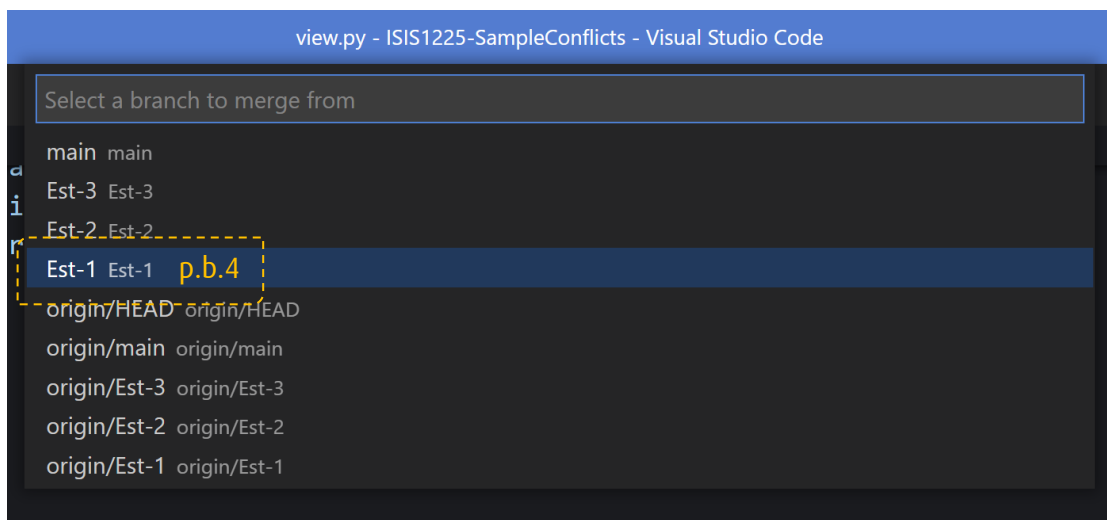 view.py - ISIS1225-SampleConflicts - Visual Studio Code
Select a branch to merge from
main main
Est-3 Est-3
Est-2 Est-2
Est-1 Est-1 p.b.4
origin/HEAD origin/HEAD
origin/main origin/main
origin/Est-3 origin/Est-3
origin/Est-2 origin/Est-2
origin/Est-1 origin/Est-1